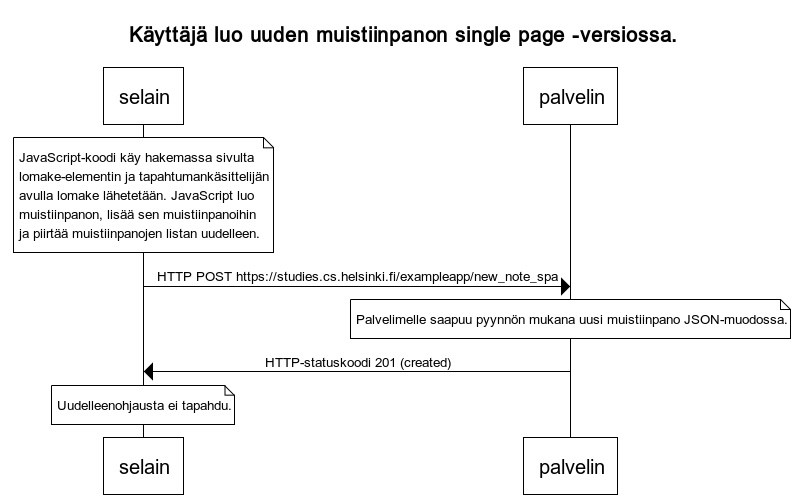 Käyttäjä luo uuden muistiinpanon single page -versiossa.
selain
palvelin
JavaScript-koodi käy hakemassa sivulta
lomake-elementin ja tapahtumankäsittelijän
avulla lomake lähetetään. JavaScript luo
muistiinpanon, lisää sen muistiinpanoihin
ja piirtää muistiinpanojen listan uudelleen.
HTTP POST https://studies.cs.helsinki.fi/exampleapp/new_note_spa
Palvelimelle saapuu pyynnön mukana uusi muistiinpano JSON-muodossa.
HTTP-statuskoodi 201 (created)
Uudelleenohjausta ei tapahdu.
selain
palvelin